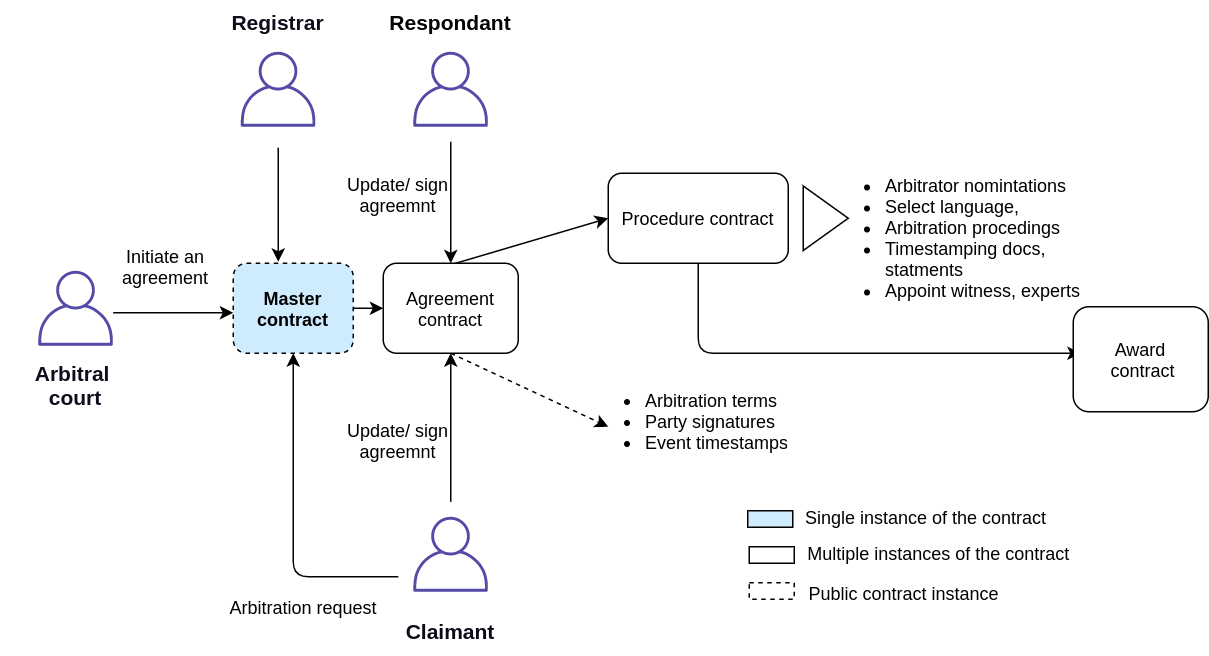 Registrar
Respondant
Update/ sign
agreemnt
Procedure contract
Arbitrator nomintations
Select language,
Arbitration procedings
Timestamping docs,
statments
Appoint witness, experts
Initiate an
agreement
Master
contract
Agreement
contract
Arbitral
court
Award
contract
Arbitration terms
Party signatures
Event timestamps
Update/ sign
agreemnt
Single instance of the contract
Multiple instances of the contract
Public contract instance
Arbitration request
Claimant